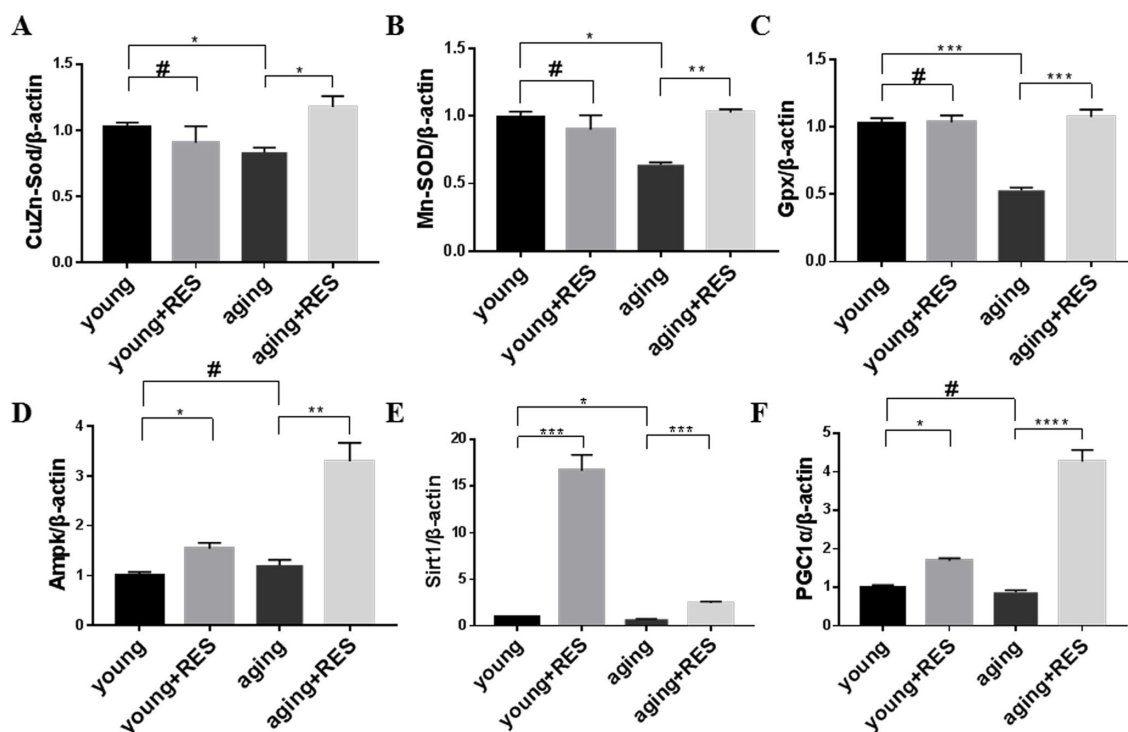 A
*
#
*
CuZn-Sod/β-actin
1.5
1.0
0.5
0.0
young
young+RES
aging
aging+RES
B
*
#
**
Mn-SOD/β-actin
1.5
1.0
0.5
0.0
young
young+RES
aging
aging+RES
C
***
#
***
Gpx/β-actin
1.5
1.0
0.5
0.0
young
young+RES
aging
aging+RES
D
#
*
**
Ampk/β-actin
4
3
2
1
0
young
young+RES
aging
aging+RES
E
*
***
***
Sirt1/β-actin
20
15
10
5
0
young
young+RES
aging
aging+RES
F
#
*
****
PGC1α/β-actin
5
4
3
2
1
0
young
young+RES
aging
aging+RES